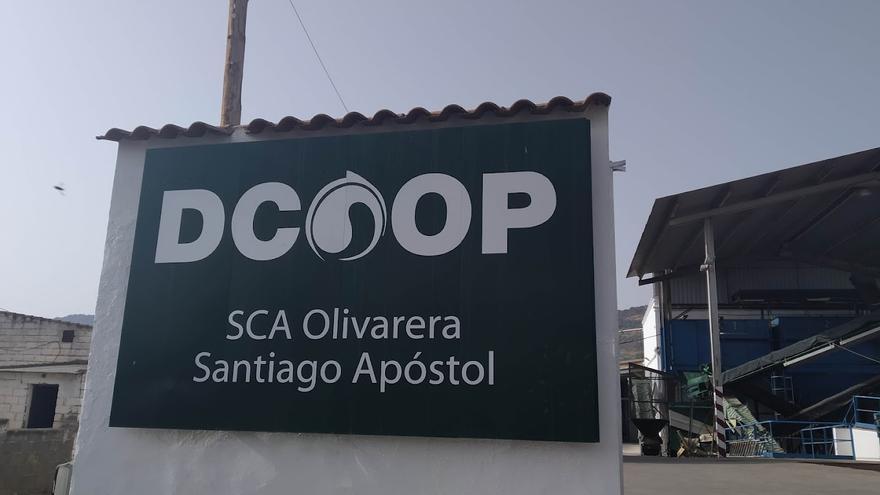 DCOOP
SCA Olivarera
Santiago Apóstol